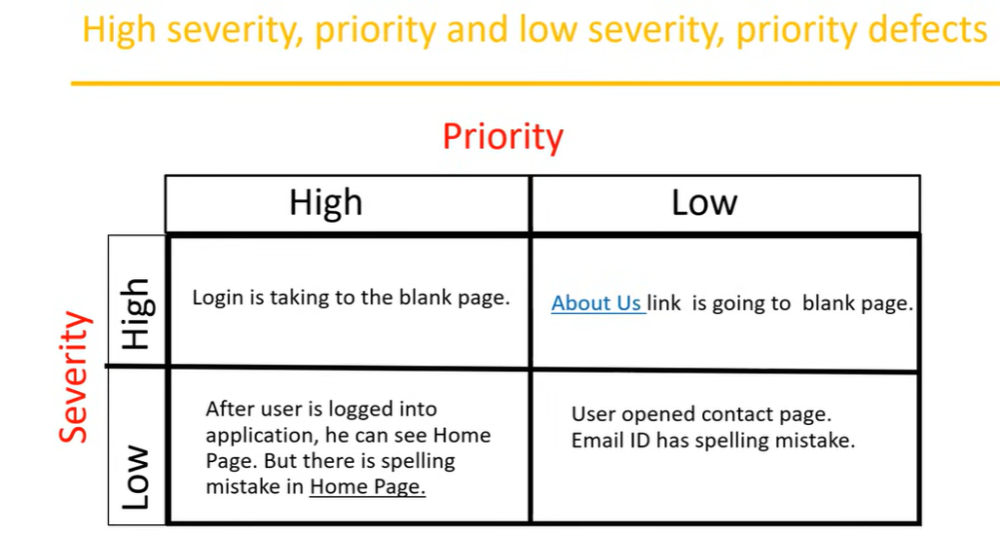 High severity, priority and low severity, priority defects
Priority
High
Low
Severity
High
Login is taking to the blank page.
About Us link is going to blank page.
Low
After user is logged into
application, he can see Home
Page. But there is spelling
mistake in Home Page.
User opened contact page.
Email ID has spelling mistake.